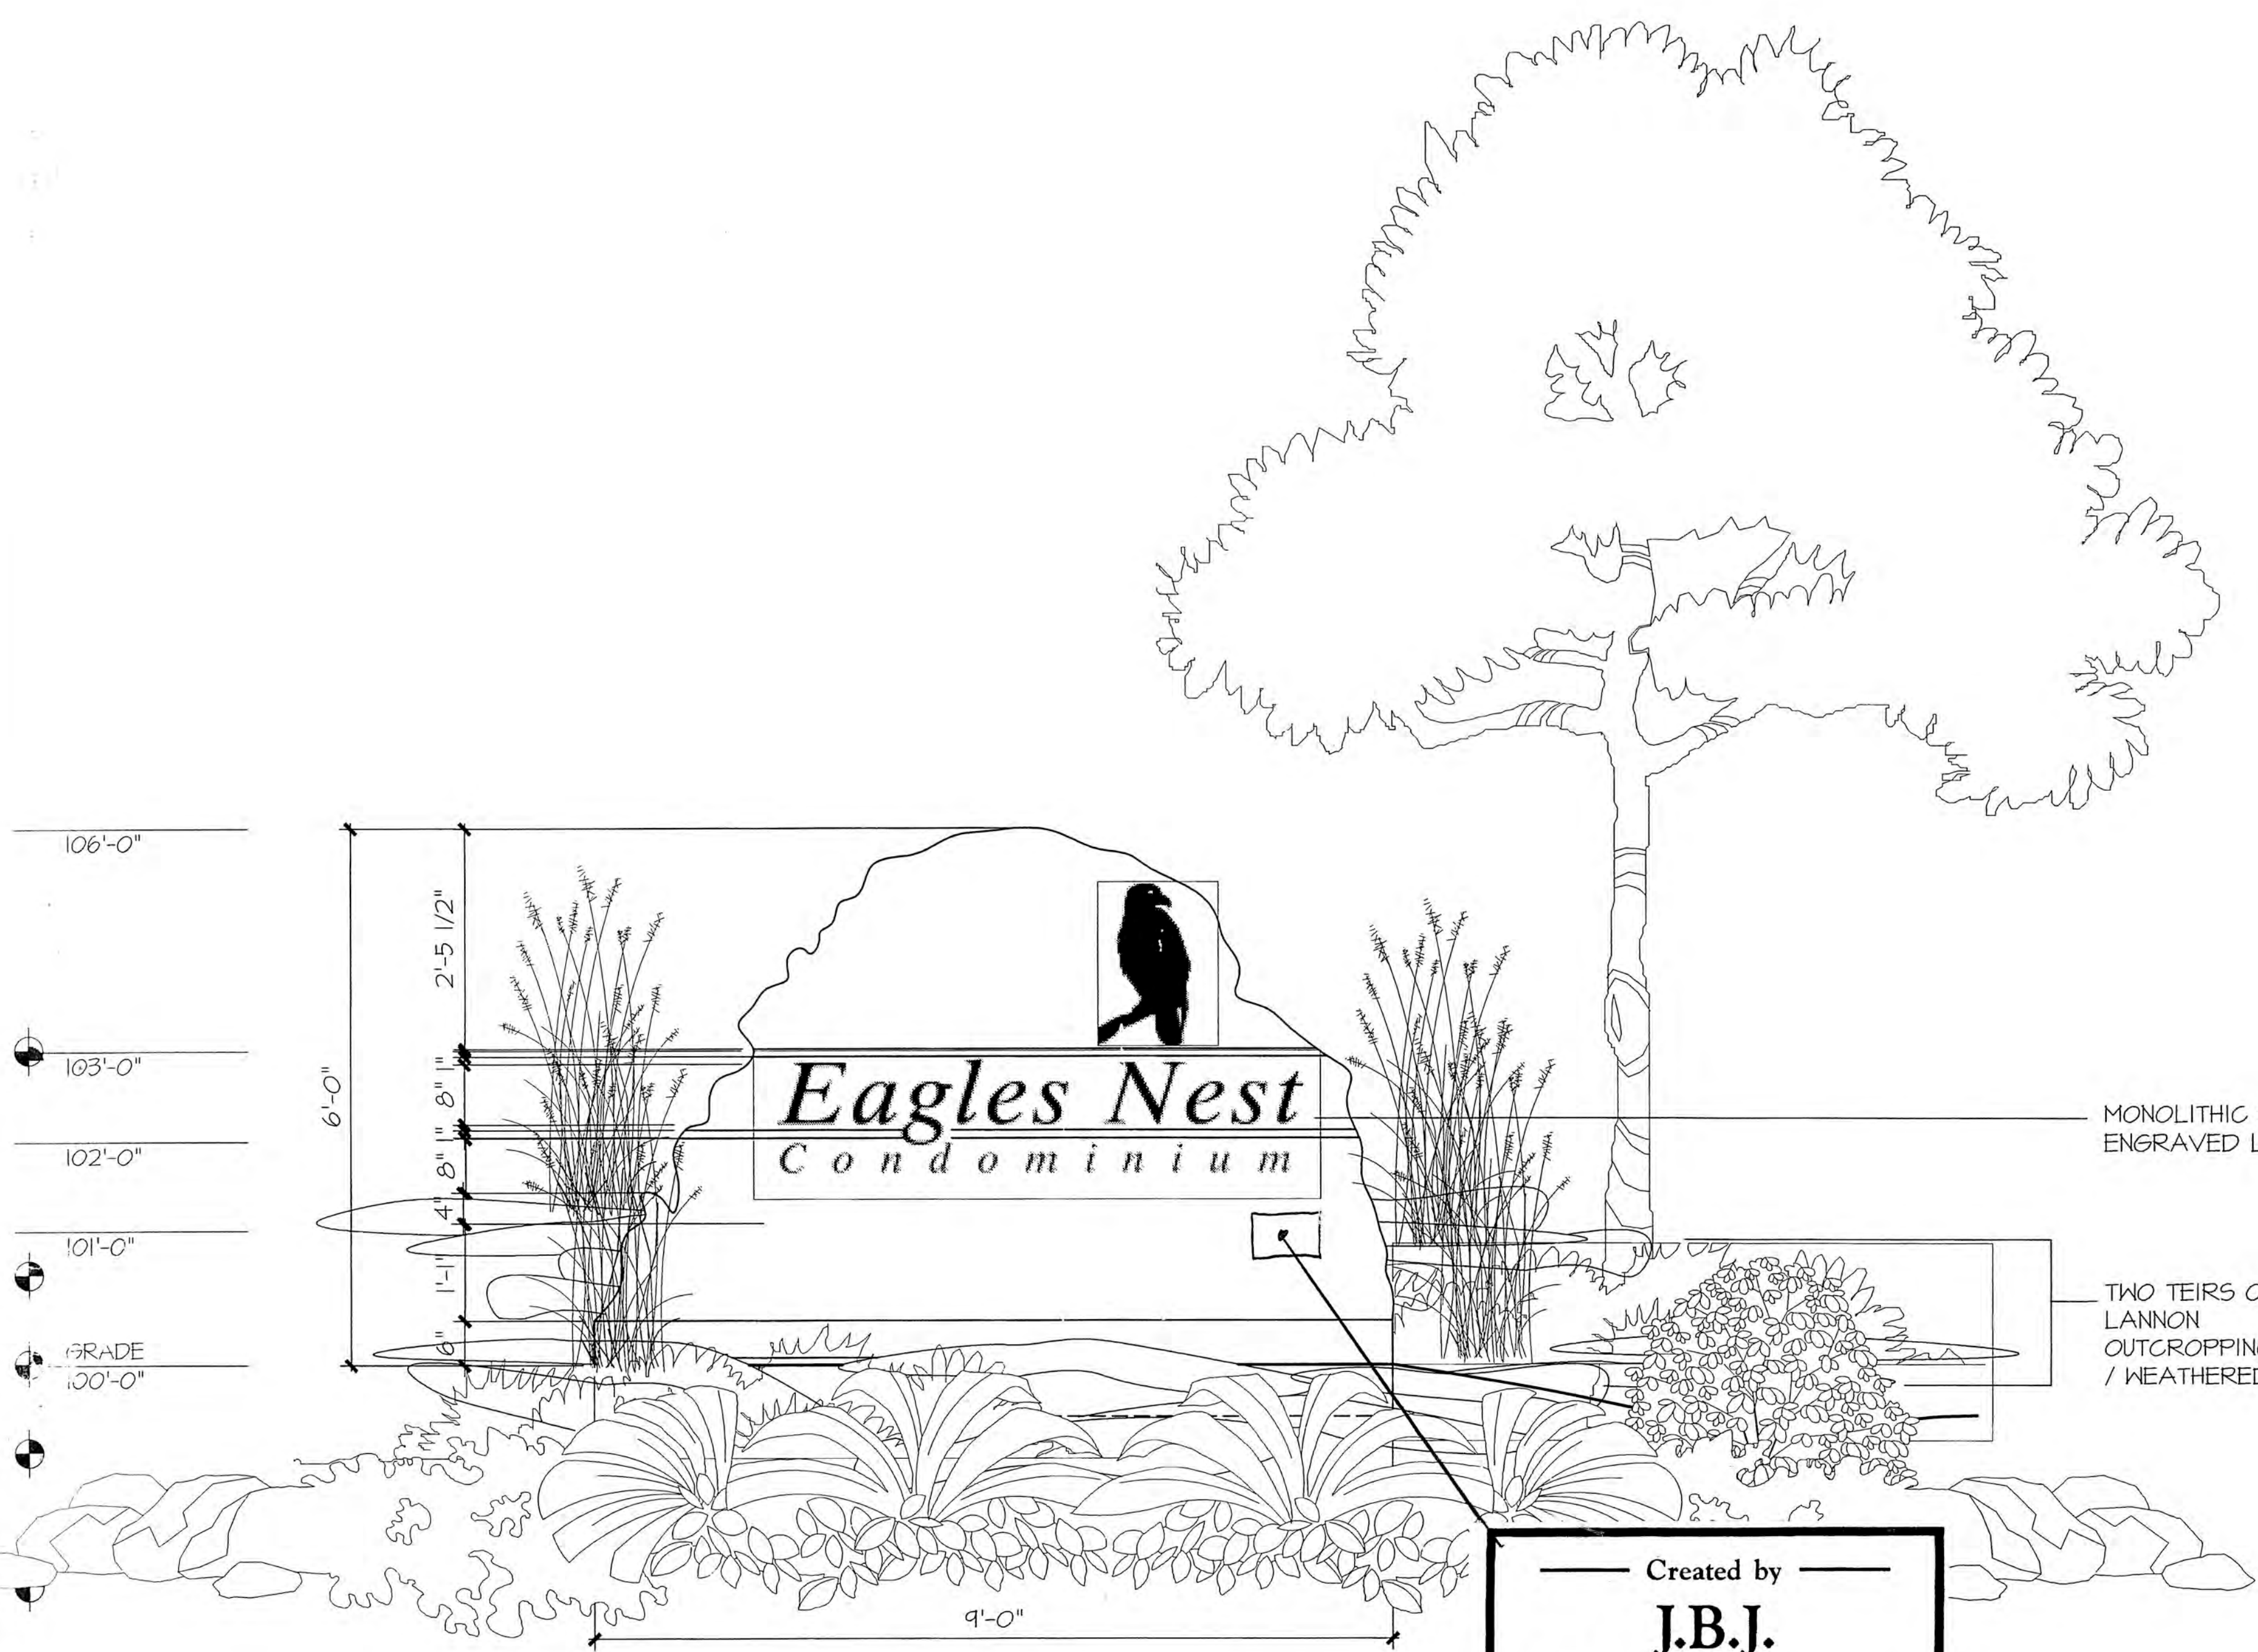 106'-0"
103'-0"
102'-0"
101'-0"
GRADE
100'-0"
6'-0"
2'-5 1/2"
1"
8"
1"
8"
4"
1'-1"
6"
Eagles Nest
Condominium
MONOLITHIC
ENGRAVED
TWO TEIRS
LANNON
/ WEATHERED
9'-0"
Created by
J.B.J.